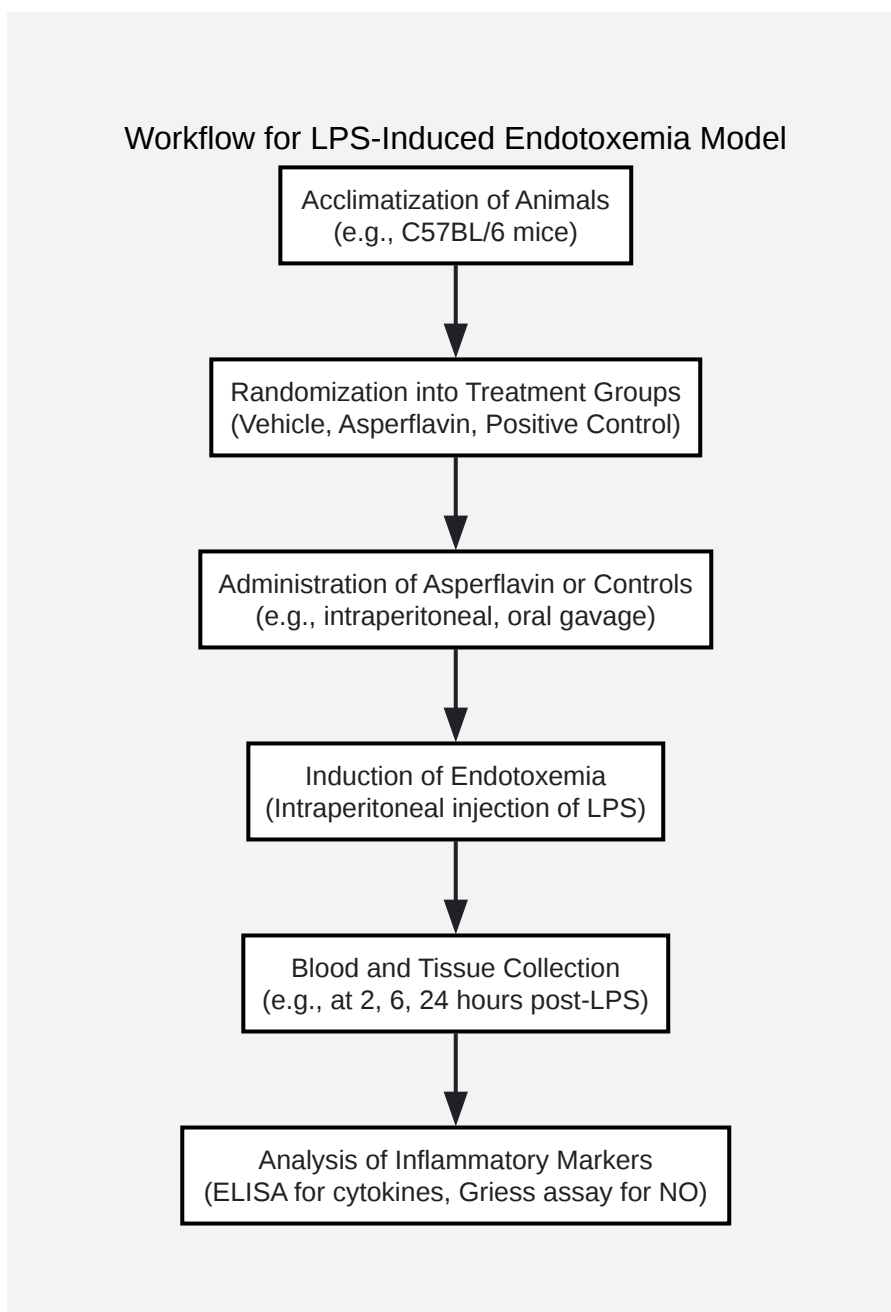 Workflow for LPS-Induced Endotoxemia Model
Acclimatization of Animals
(e.g., C57BL/6 mice)
Randomization into Treatment Groups
(Vehicle, Asperflavin, Positive Control)
Administration of Asperflavin or Controls
(e.g., intraperitoneal, oral gavage)
Induction of Endotoxemia
(Intraperitoneal injection of LPS)
Blood and Tissue Collection
(e.g., at 2, 6, 24 hours post-LPS)
Analysis of Inflammatory Markers
(ELISA for cytokines, Griess assay for NO)